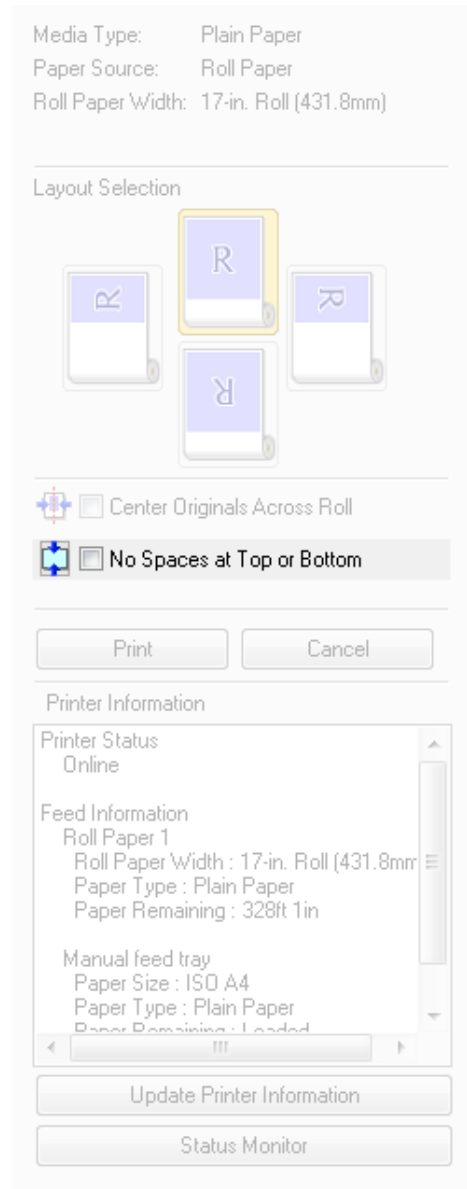 Media Type: Plain Paper
Paper Source: Roll Paper
Roll Paper Width: 17-in. Roll (431.8mm)
Layout Selection
R
R
R
R
Center Originals Across Roll
No Spaces at Top or Bottom
Print Cancel
Printer Information
Printer Status
Online
Feed Information
Roll Paper 1
Roll Paper Width : 17-in. Roll (431.8mm
Paper Type : Plain Paper
Paper Remaining : 328ft 1in
Manual feed tray
Paper Size : ISO A4
Paper Type : Plain Paper
Paper Remaining : Loaded
Update Printer Information
Status Monitor